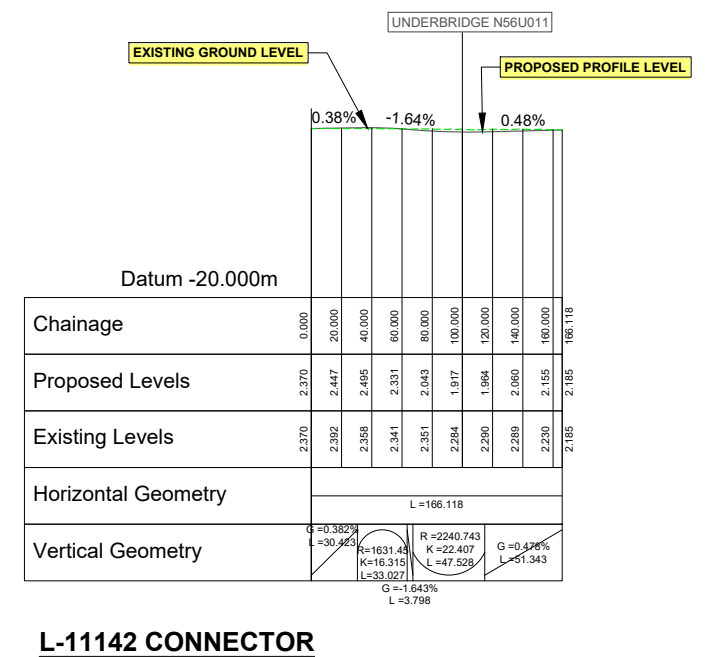 UNDERBRIDGE N56U011
EXISTING GROUND LEVEL
PROPOSED PROFILE LEVEL
0.38% -1.64% 0.48%
Datum -20.000m
Chainage 0.000 20.000 40.000 60.000 80.000 100.000 120.000 140.000 160.000 166.118
Proposed Levels 2.370 2.447 2.495 2.331 2.043 1.917 1.964 2.060 2.155 2.185
Existing Levels 2.370 2.392 2.358 2.341 2.351 2.284 2.290 2.289 2.230 2.185
Horizontal Geometry
L =166.118
Vertical Geometry
G =0.382%
L =30.423
R=1631.45
K=16.315
L=33.027
G =-1.643%
L =3.798
R =2240.743
K =22.407
L =47.528
G =0.478%
L =51.343
L-11142 CONNECTOR